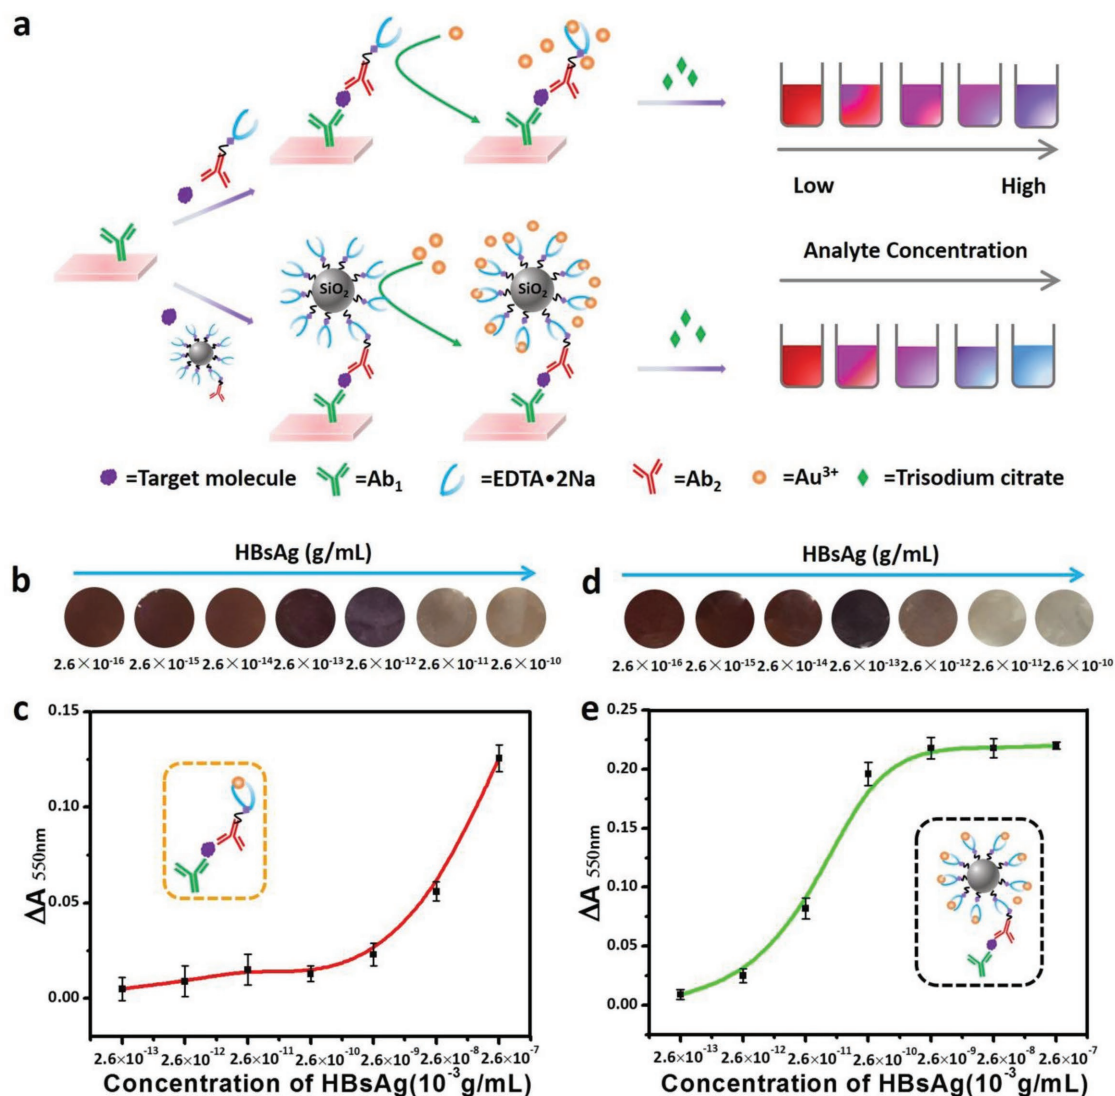 a
Low High
Analyte Concentration
SiO₂ SiO₂
=Target molecule =Ab₁ =EDTA•2Na =Ab₂ =Au³⁺ =Trisodium citrate
b
HBsAg (g/mL)
2.6×10⁻¹⁶ 2.6×10⁻¹⁵ 2.6×10⁻¹⁴ 2.6×10⁻¹³ 2.6×10⁻¹² 2.6×10⁻¹¹ 2.6×10⁻¹⁰
d
HBsAg (g/mL)
2.6×10⁻¹⁶ 2.6×10⁻¹⁵ 2.6×10⁻¹⁴ 2.6×10⁻¹³ 2.6×10⁻¹² 2.6×10⁻¹¹ 2.6×10⁻¹⁰
c
0.15
0.10
0.05
0.00
ΔA 550nm
2.6×10⁻¹³ 2.6×10⁻¹² 2.6×10⁻¹¹ 2.6×10⁻¹⁰ 2.6×10⁻⁹ 2.6×10⁻⁸ 2.6×10⁻⁷
Concentration of HBsAg(10⁻³g/mL)
e
0.25
0.20
0.15
0.10
0.05
0.00
ΔA 550nm
2.6×10⁻¹³ 2.6×10⁻¹² 2.6×10⁻¹¹ 2.6×10⁻¹⁰ 2.6×10⁻⁹ 2.6×10⁻⁸ 2.6×10⁻⁷
Concentration of HBsAg(10⁻³g/mL)